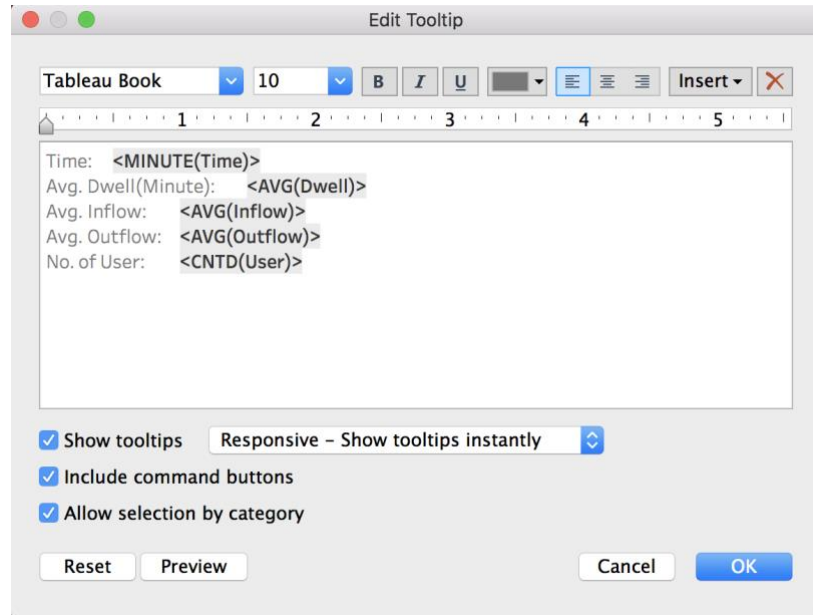 Edit Tooltip
Tableau Book 10 B I U Insert
1 2 3 4 5
Time: <MINUTE(Time)>
Avg. Dwell(Minute): <AVG(Dwell)>
Avg. Inflow: <AVG(Inflow)>
Avg. Outflow: <AVG(Outflow)>
No. of User: <CNTD(User)>
Show tooltips Responsive – Show tooltips instantly
Include command buttons
Allow selection by category
Reset Preview Cancel OK